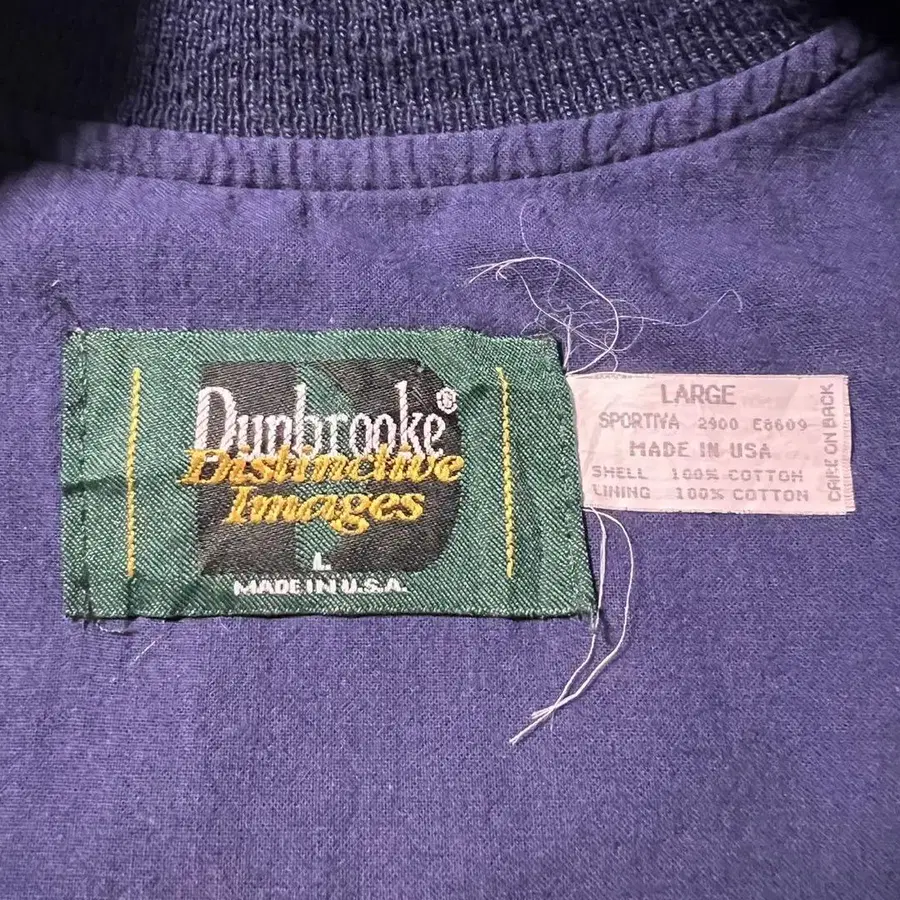 Dunbrooke®
Distinctive
Images
L
MADE IN U.S.A.
LARGE
SPORTIVA 2900 E8609
MADE IN USA
SHELL 100% COTTON
LINING 100% COTTON
CARE ON BACK